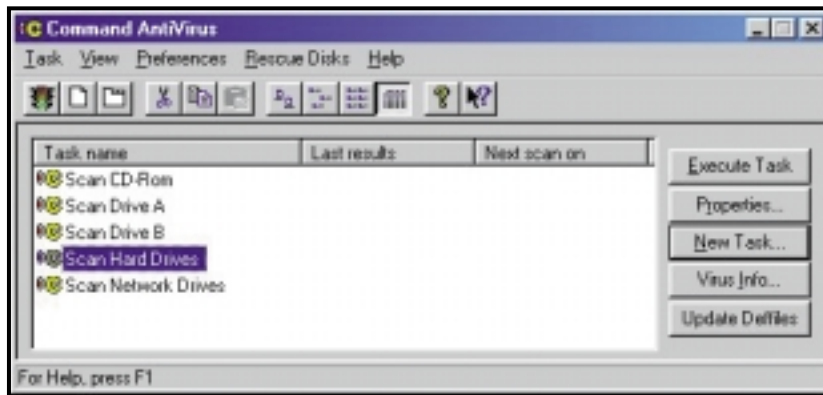 Command AntiVirus
Task View Preferences Rescue Disks Help
Task name Last results Next scan on
Scan CD-Rom
Scan Drive A
Scan Drive B
Scan Hard Drives
Scan Network Drives
Execute Task
Properties...
New Task...
Virus Info...
Update Deffiles
For Help, press F1